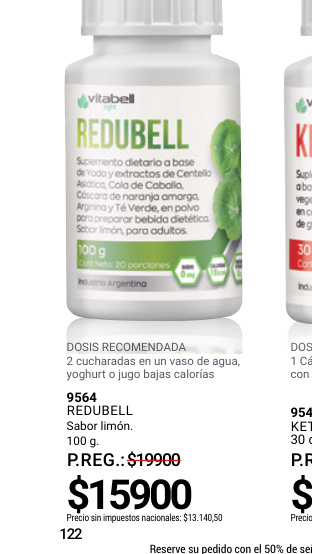 vitabell
light
REDUBELL
Suplemento dietario a base
de Yodo y extractos de Centella
Asiática, Cola de Caballo,
Cáscara de naranja amarga,
Arginina y Té Verde, en polvo
para preparar bebida dietética.
Sabor limón, para adultos.
100 g
Cont. Neto: 20 porciones
Industria Argentina
DOSIS RECOMENDADA
2 cucharadas en un vaso de agua,
yoghurt o jugo bajas calorías
9564
REDUBELL
Sabor limón.
100 g.
P.REG.: $19900
$15900
Precio sin impuestos nacionales: $13.140,50
122
30
DOS
1 Cá
con
954
KET
30 c
P.R
$
Precio
Reserve su pedido con el 50% de se